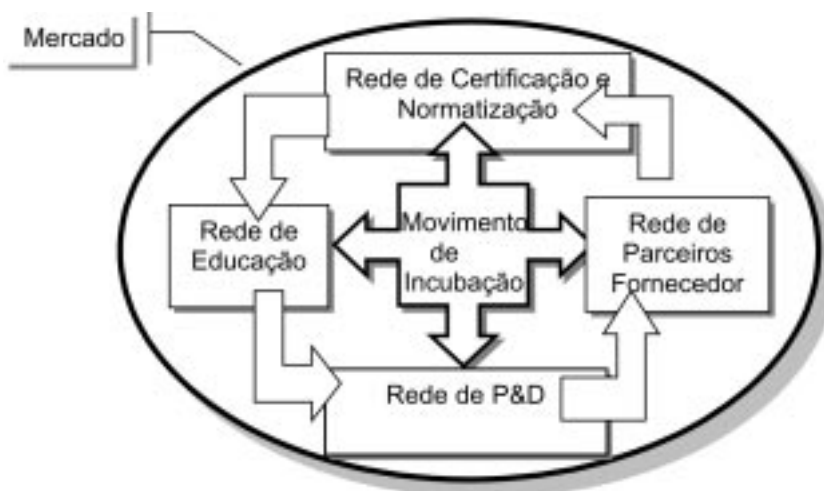 Mercado
Rede de Certificação e
Normatização
Rede de
Educação
Movimento
de
Incubação
Rede de
Parceiros
Fornecedor
Rede de P&D